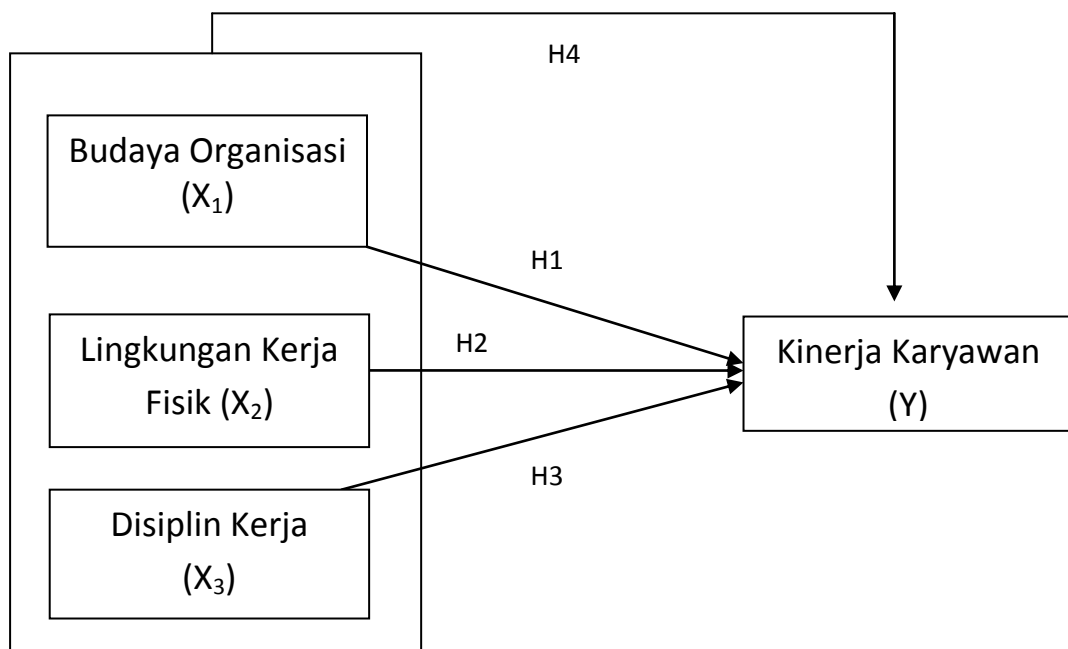 H4
Budaya Organisasi
(X₁)
H1
Lingkungan Kerja
Fisik (X₂)
H2
Kinerja Karyawan
(Y)
H3
Disiplin Kerja
(X₃)